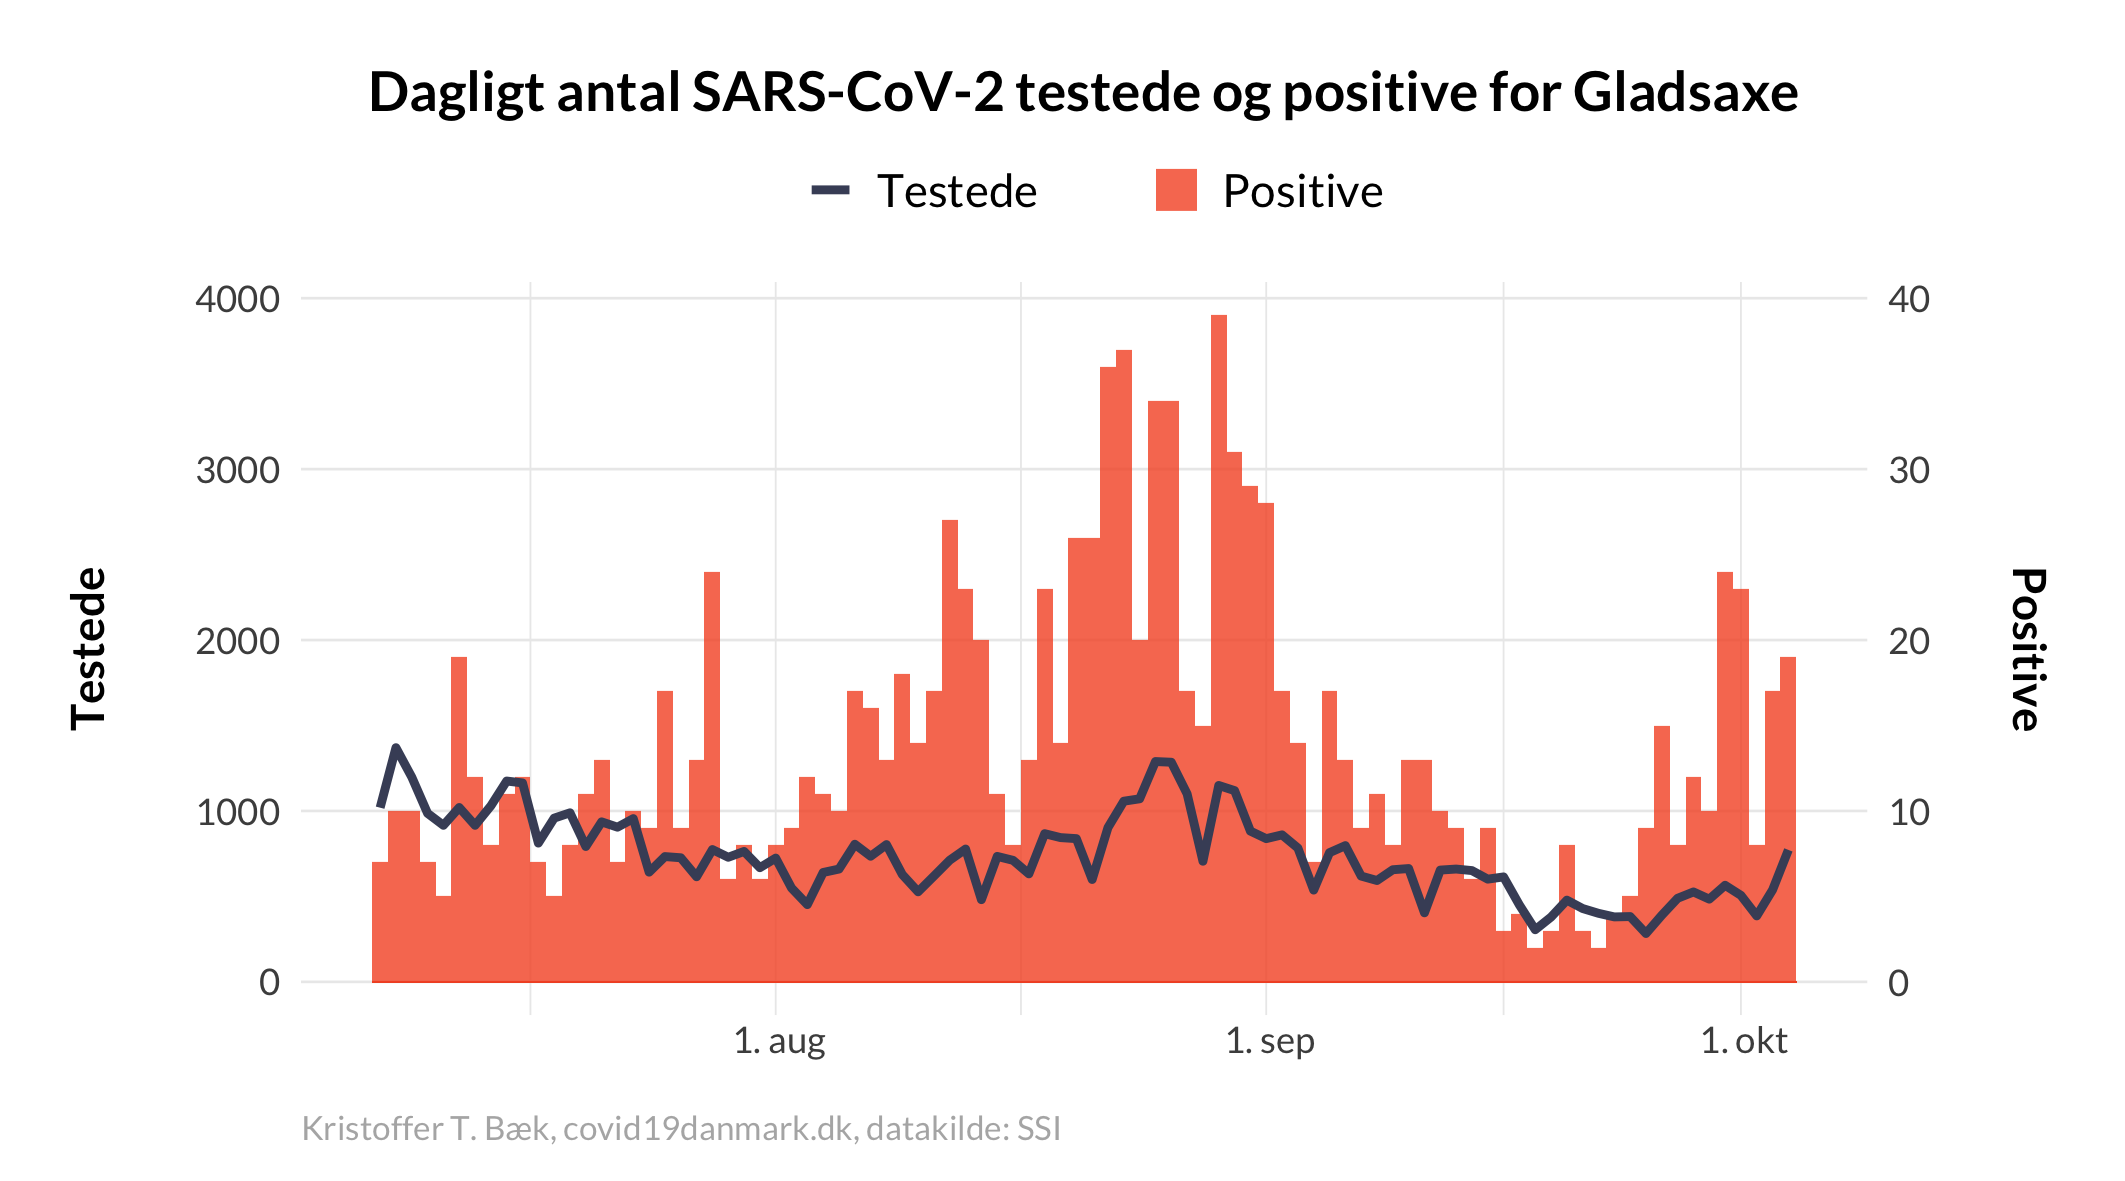 Dagligt antal SARS-CoV-2 testede og positive for Gladsaxe
Testede
Positive
4000
3000
2000
1000
0
Testede
40
30
20
10
0
Positive
1. aug
1. sep
1. okt
Kristoffer T. Bæk, covid19danmark.dk, datakilde: SSI